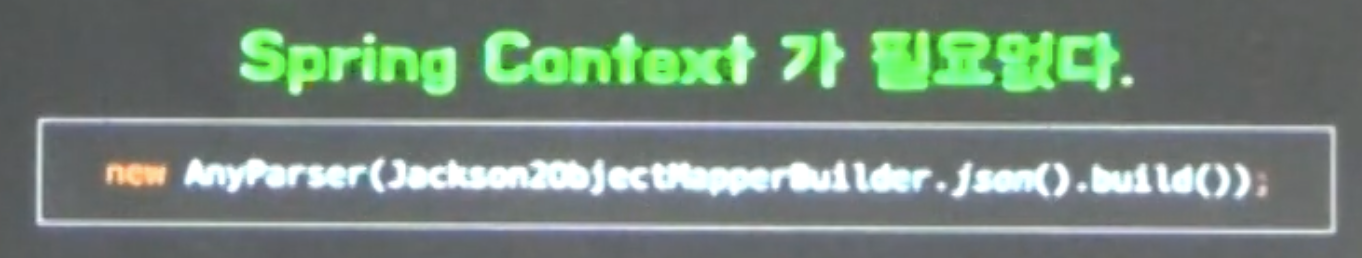 Spring Context 가 필요없다.
new AnyParser(Jackson2ObjectMapperBuilder.json().build());